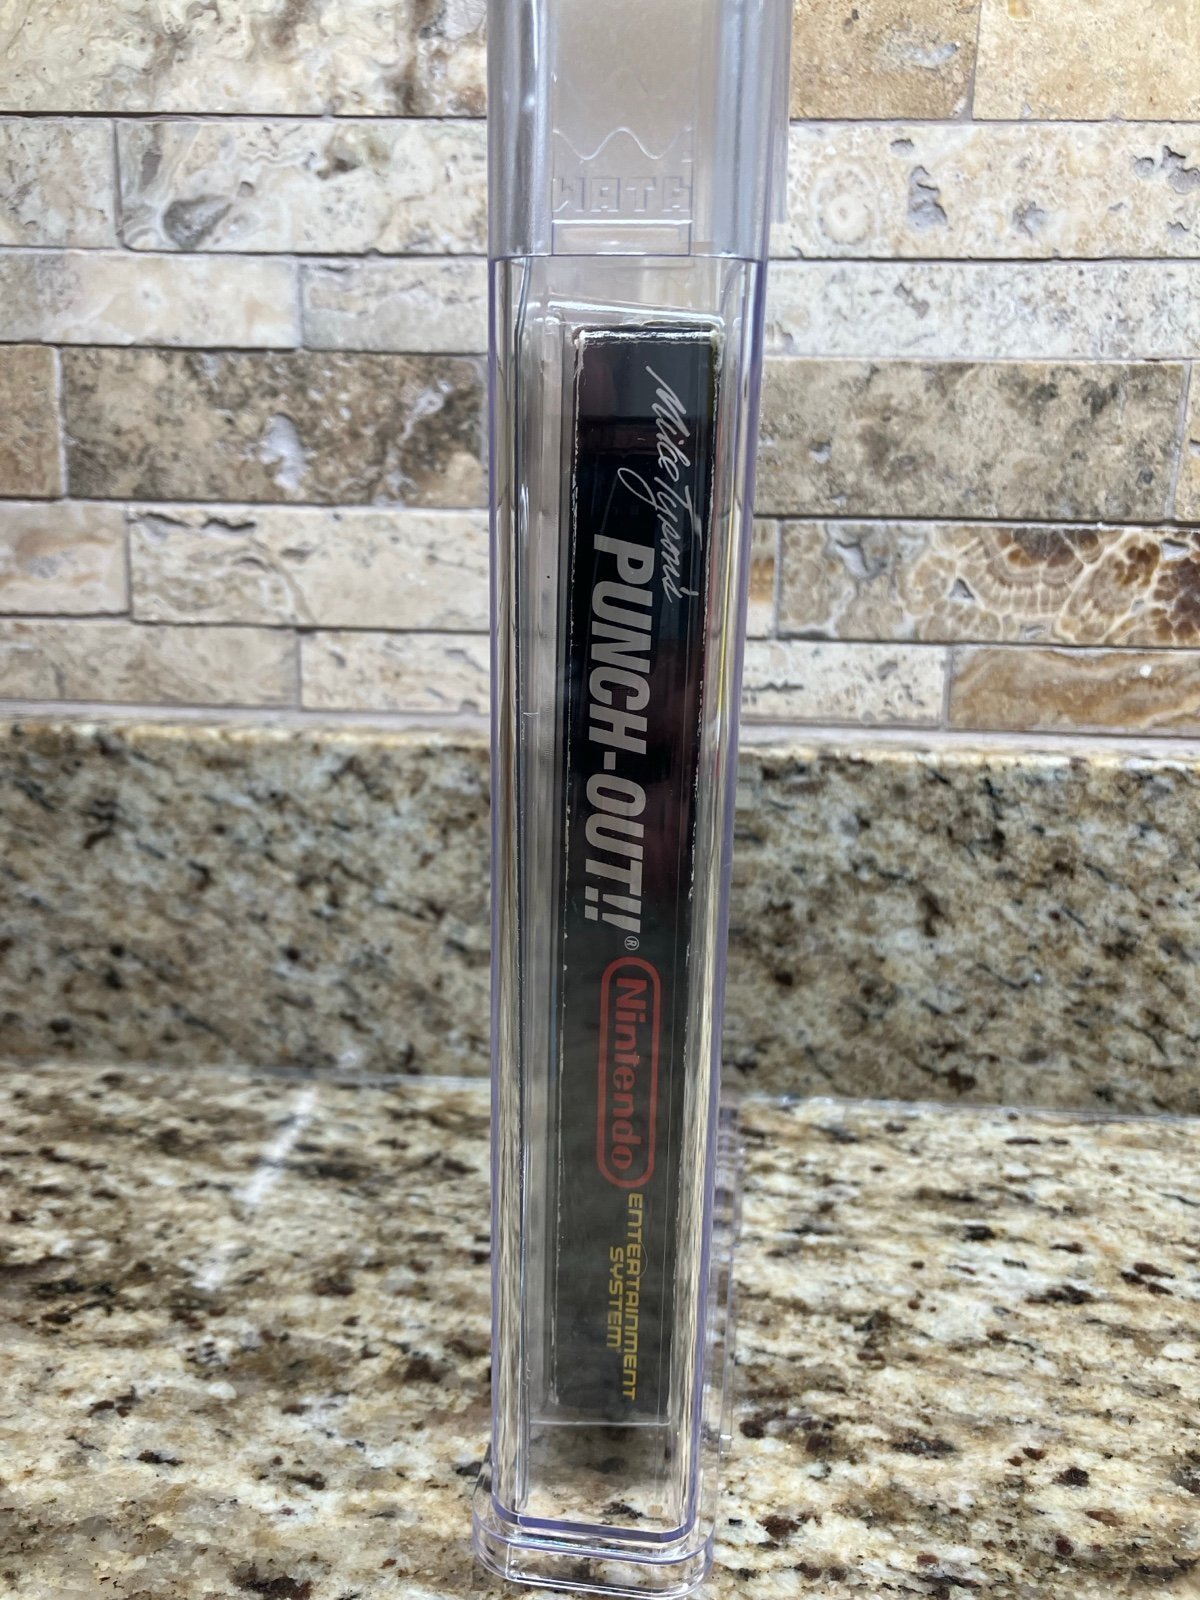 WATA
Mike Tyson's
PUNCH-OUT!!®
Nintendo
ENTERTAINMENT
SYSTEM